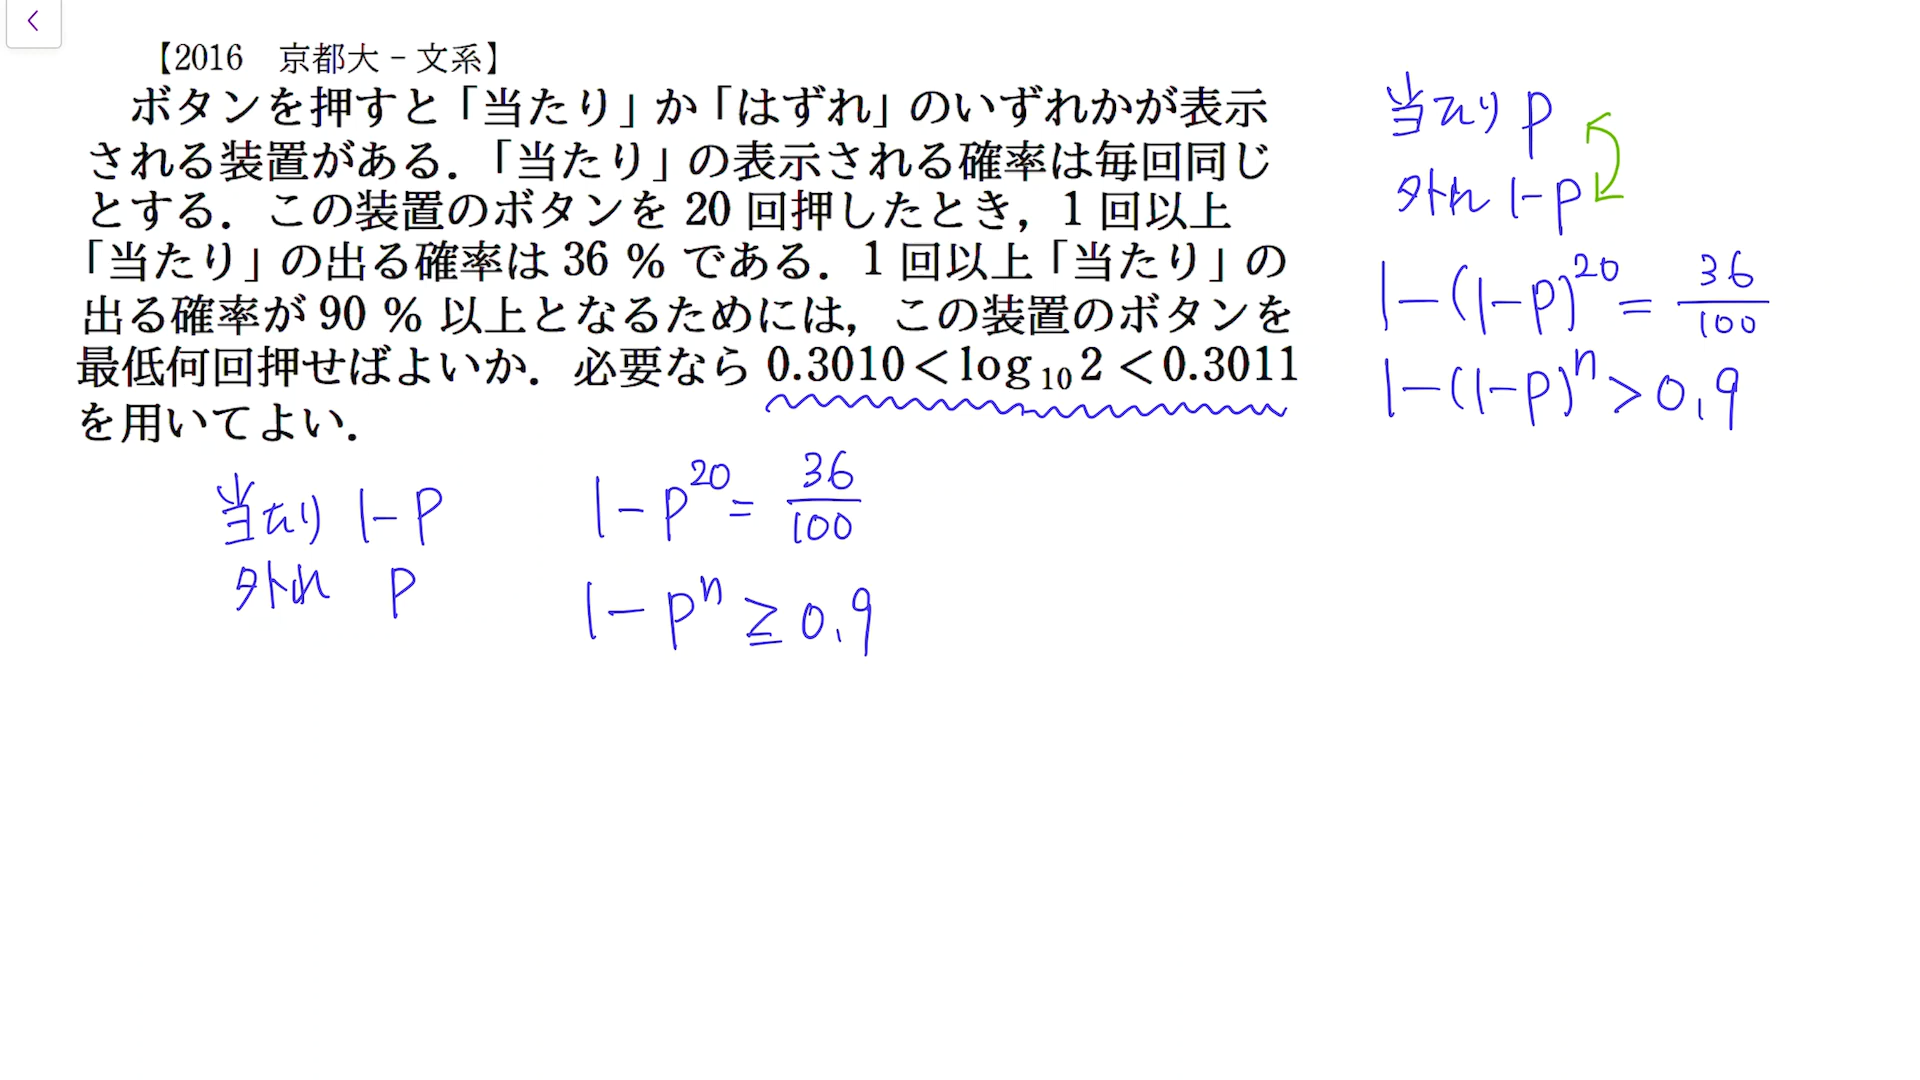 【2016　京都大 - 文系】
ボタンを押すと「当たり」か「はずれ」のいずれかが表示
される装置がある．「当たり」の表示される確率は毎回同じ
とする．この装置のボタンを 20 回押したとき，1 回以上
「当たり」の出る確率は 36 % である．1 回以上「当たり」の
出る確率が 90 % 以上となるためには，この装置のボタンを
最低何回押せばよいか．必要なら 0.3010 < log₁₀ 2 < 0.3011
を用いてよい．
当たり 1-p
外れ p
1-p²⁰ = 36/100
1-pⁿ ≧ 0.9
当たり p
外れ 1-p
1-(1-p)²⁰ = 36/100
1-(1-p)ⁿ > 0.9